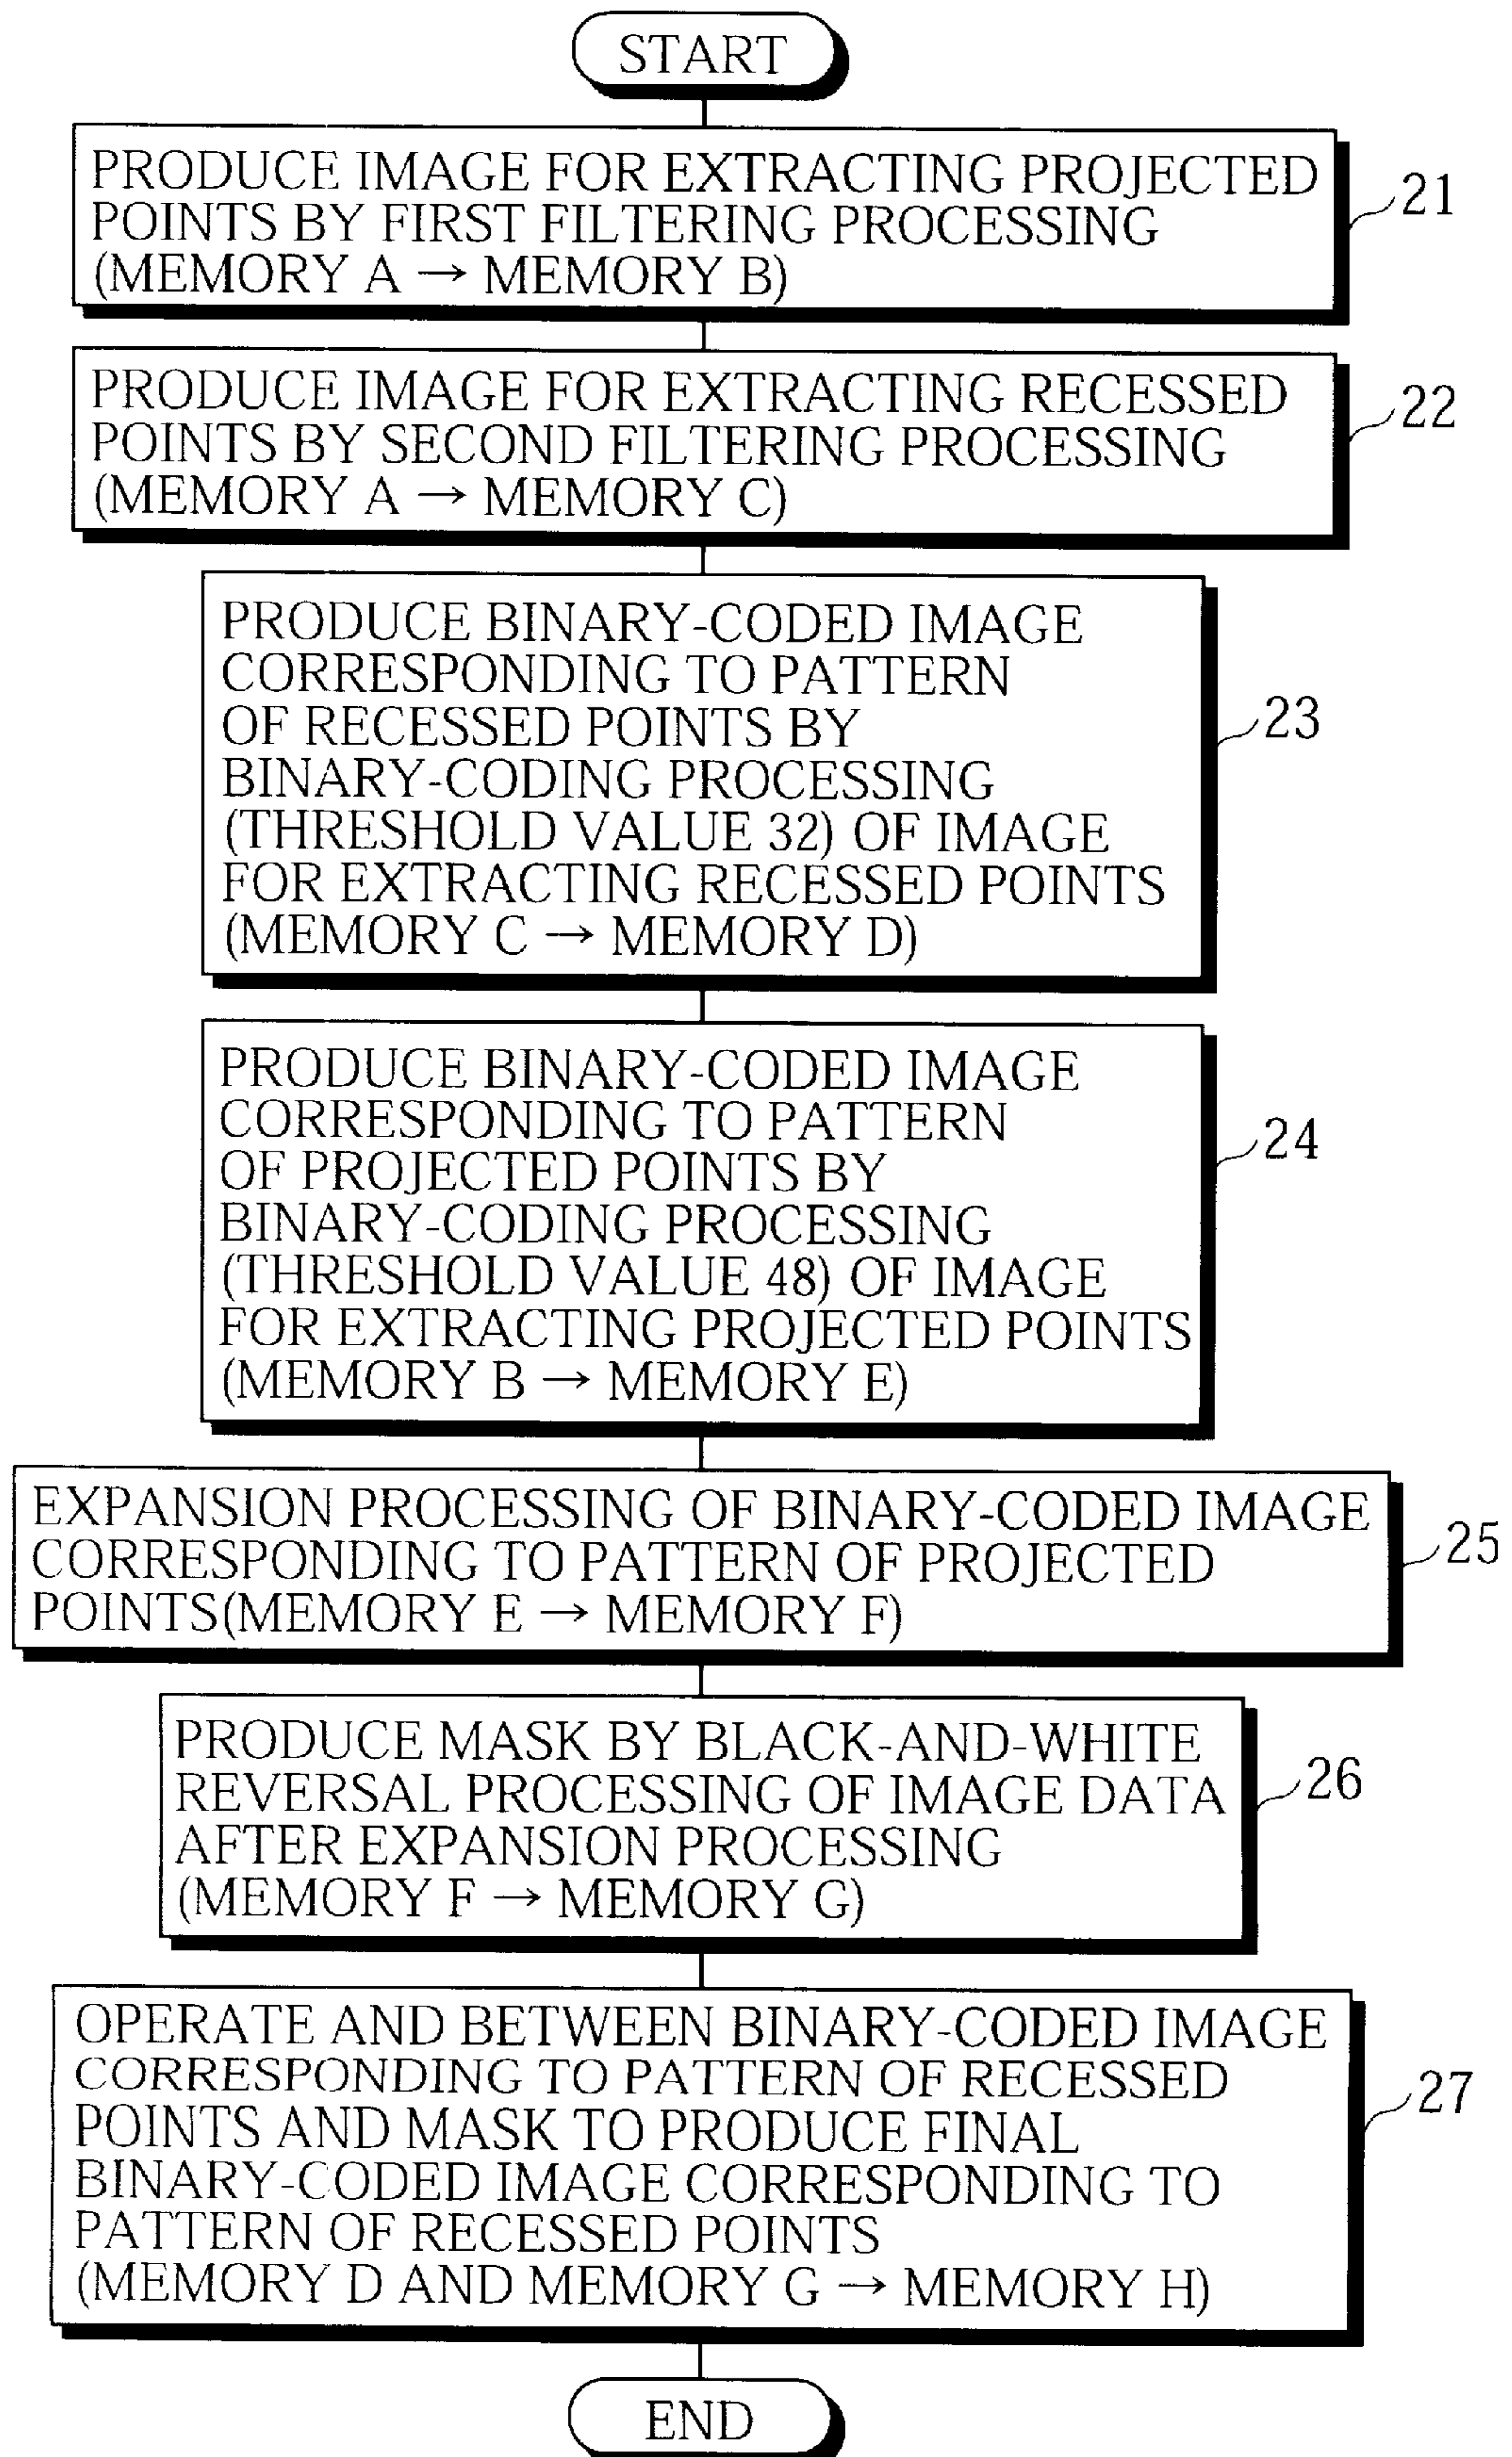 START
PRODUCE IMAGE FOR EXTRACTING PROJECTED
POINTS BY FIRST FILTERING PROCESSING
(MEMORY A → MEMORY B)
21
PRODUCE IMAGE FOR EXTRACTING RECESSED
POINTS BY SECOND FILTERING PROCESSING
(MEMORY A → MEMORY C)
22
PRODUCE BINARY-CODED IMAGE
CORRESPONDING TO PATTERN
OF RECESSED POINTS BY
BINARY-CODING PROCESSING
(THRESHOLD VALUE 32) OF IMAGE
FOR EXTRACTING RECESSED POINTS
(MEMORY C → MEMORY D)
23
PRODUCE BINARY-CODED IMAGE
CORRESPONDING TO PATTERN
OF PROJECTED POINTS BY
BINARY-CODING PROCESSING
(THRESHOLD VALUE 48) OF IMAGE
FOR EXTRACTING PROJECTED POINTS
(MEMORY B → MEMORY E)
24
EXPANSION PROCESSING OF BINARY-CODED IMAGE
CORRESPONDING TO PATTERN OF PROJECTED
POINTS(MEMORY E → MEMORY F)
25
PRODUCE MASK BY BLACK-AND-WHITE
REVERSAL PROCESSING OF IMAGE DATA
AFTER EXPANSION PROCESSING
(MEMORY F → MEMORY G)
26
OPERATE AND BETWEEN BINARY-CODED IMAGE
CORRESPONDING TO PATTERN OF RECESSED
POINTS AND MASK TO PRODUCE FINAL
BINARY-CODED IMAGE CORRESPONDING TO
PATTERN OF RECESSED POINTS
(MEMORY D AND MEMORY G → MEMORY H)
27
END